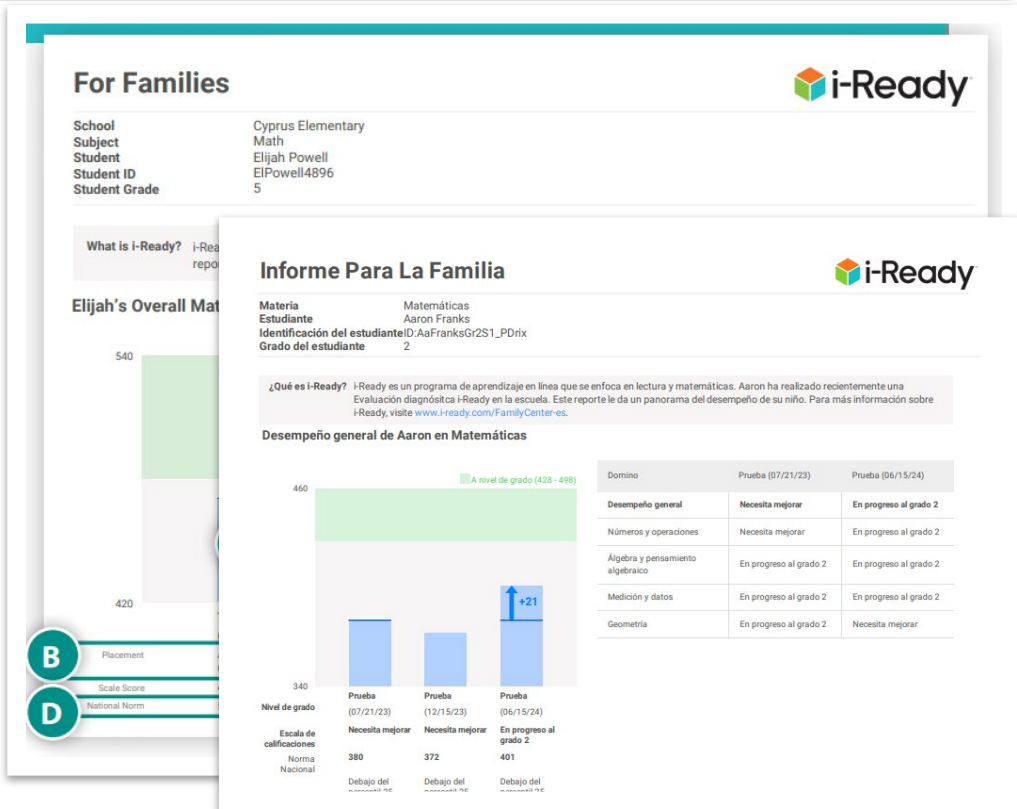 For Families
i-Ready
School Cyprus Elementary
Subject Math
Student Elijah Powell
Student ID ElPowell4896
Student Grade 5
What is i-Ready?
Elijah's Overall
540
420
B
Placement
Scale Score
D
National Norm
Informe Para La Familia
i-Ready
Materia Matemáticas
Estudiante Aaron Franks
Identificación del estudianteID:AaFranksGr2S1_PDrix
Grado del estudiante 2
¿Qué es i-Ready? i-Ready es un programa de aprendizaje en línea que se enfoca en lectura y matemáticas. Aaron ha realizado recientemente una
Evaluación diagnósitca i-Ready en la escuela. Este reporte le da un panorama del desempeño de su niño. Para más información sobre
i-Ready, visite www.i-ready.com/FamilyCenter-es.
Desempeño general de Aaron en Matemáticas
A nivel de grado (428 - 498)
460
+21
340
Prueba Prueba Prueba
Nivel de grado (07/21/23) (12/15/23) (06/15/24)
Escala de calificaciones Necesita mejorar Necesita mejorar En progreso al grado 2
Norma Nacional 380 372 401
Debajo del Debajo del Debajo del
percentil 25 percentil 25 percentil 25
Domino Prueba (07/21/23) Prueba (06/15/24)
Desempeño general Necesita mejorar En progreso al grado 2
Números y operaciones Necesita mejorar En progreso al grado 2
Álgebra y pensamiento
algebraico En progreso al grado 2 En progreso al grado 2
Medición y datos En progreso al grado 2 En progreso al grado 2
Geometría En progreso al grado 2 Necesita mejorar